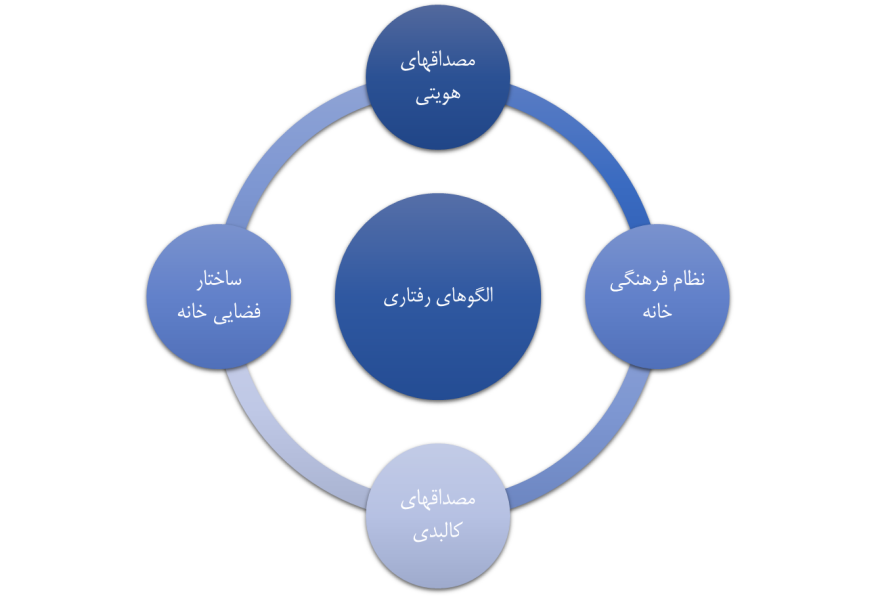 مصداقهای
هویتی
نظام فرهنگی
خانه
الگوهای رفتاری
ساختار
فضایی خانه
مصداقهای
کالبدی